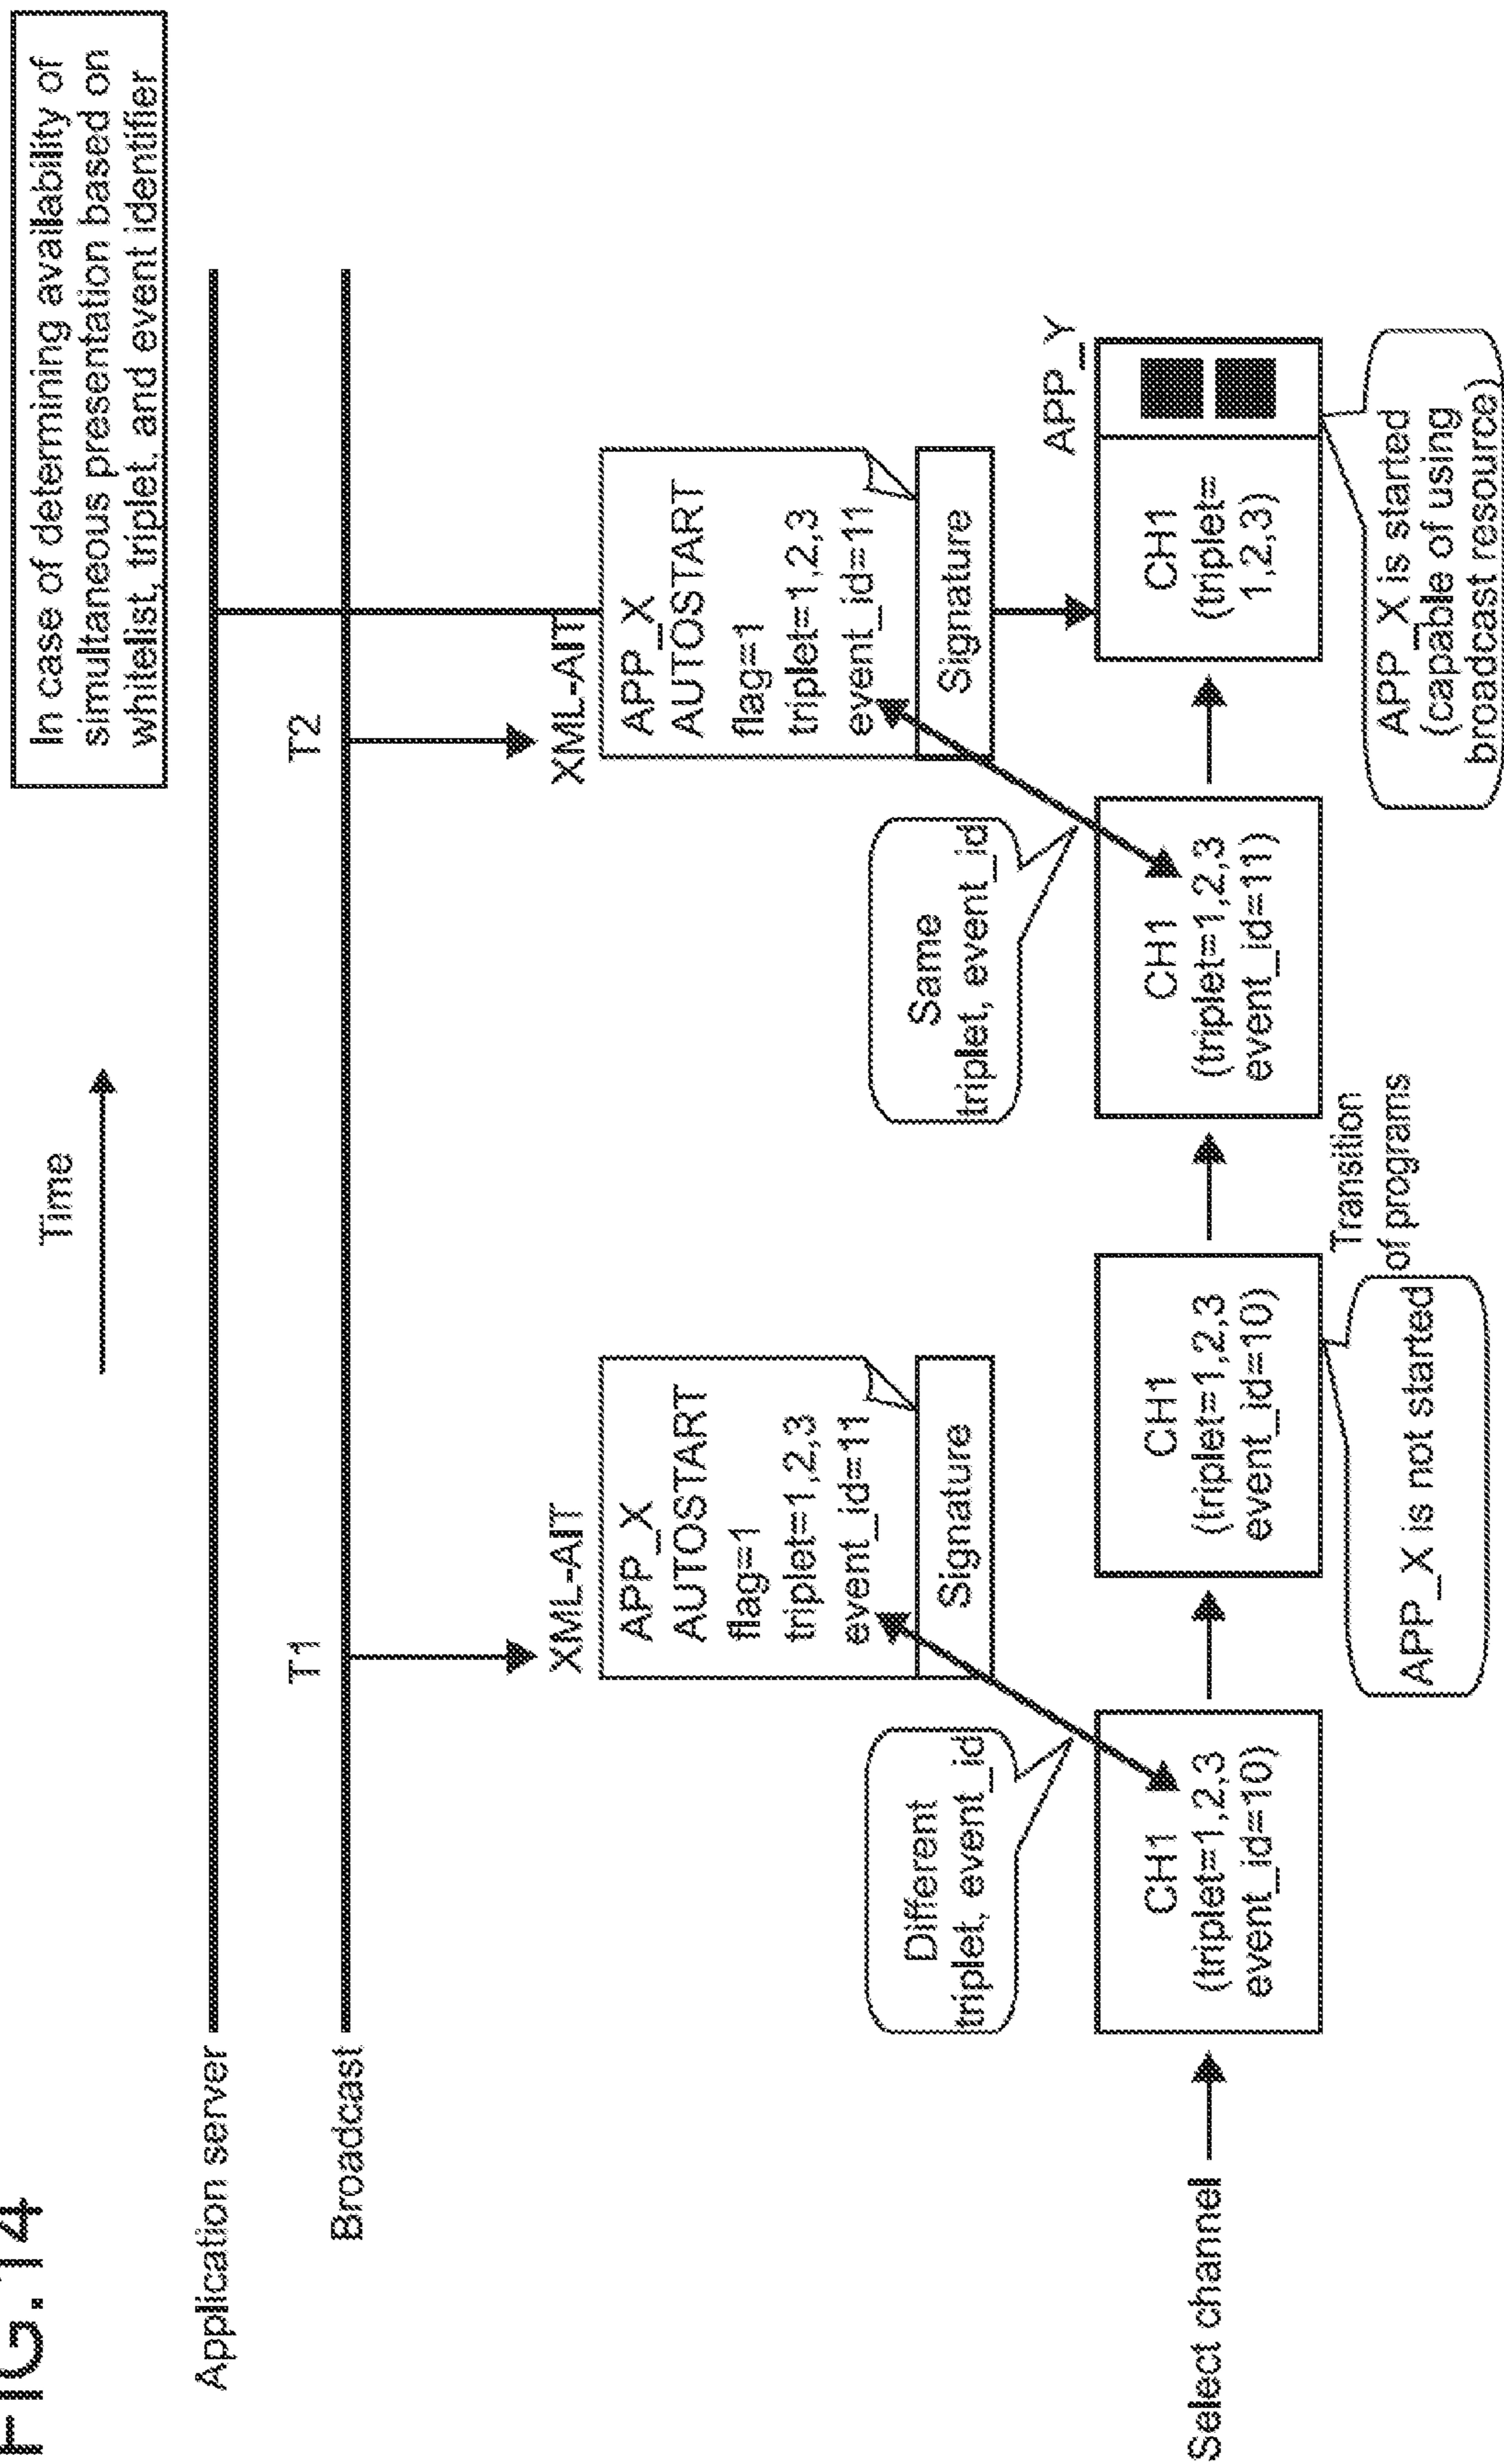 FIG.14
In case of determining availability of
simultaneous presentation based on
whitelist, triplet, and event identifier
Time
Application server
Broadcast
T1
T2
XML-AIT
APP_X
AUTOSTART
flag=1
triplet=1,2,3
event_id=11
Signature
XML-AIT
APP_X
AUTOSTART
flag=1
triplet=1,2,3
event_id=11
Signature
Different
triplet, event_id
Same
triplet, event_id
APP_Y
Select channel
CH1
(triplet=1,2,3
event_id=10)
CH1
(triplet=1,2,3
event_id=10)
CH1
(triplet=1,2,3
event_id=11)
CH1
(triplet=
1,2,3)
Transition
of programs
APP_X is not started
APP_X is started
(capable of using
broadcast resource)